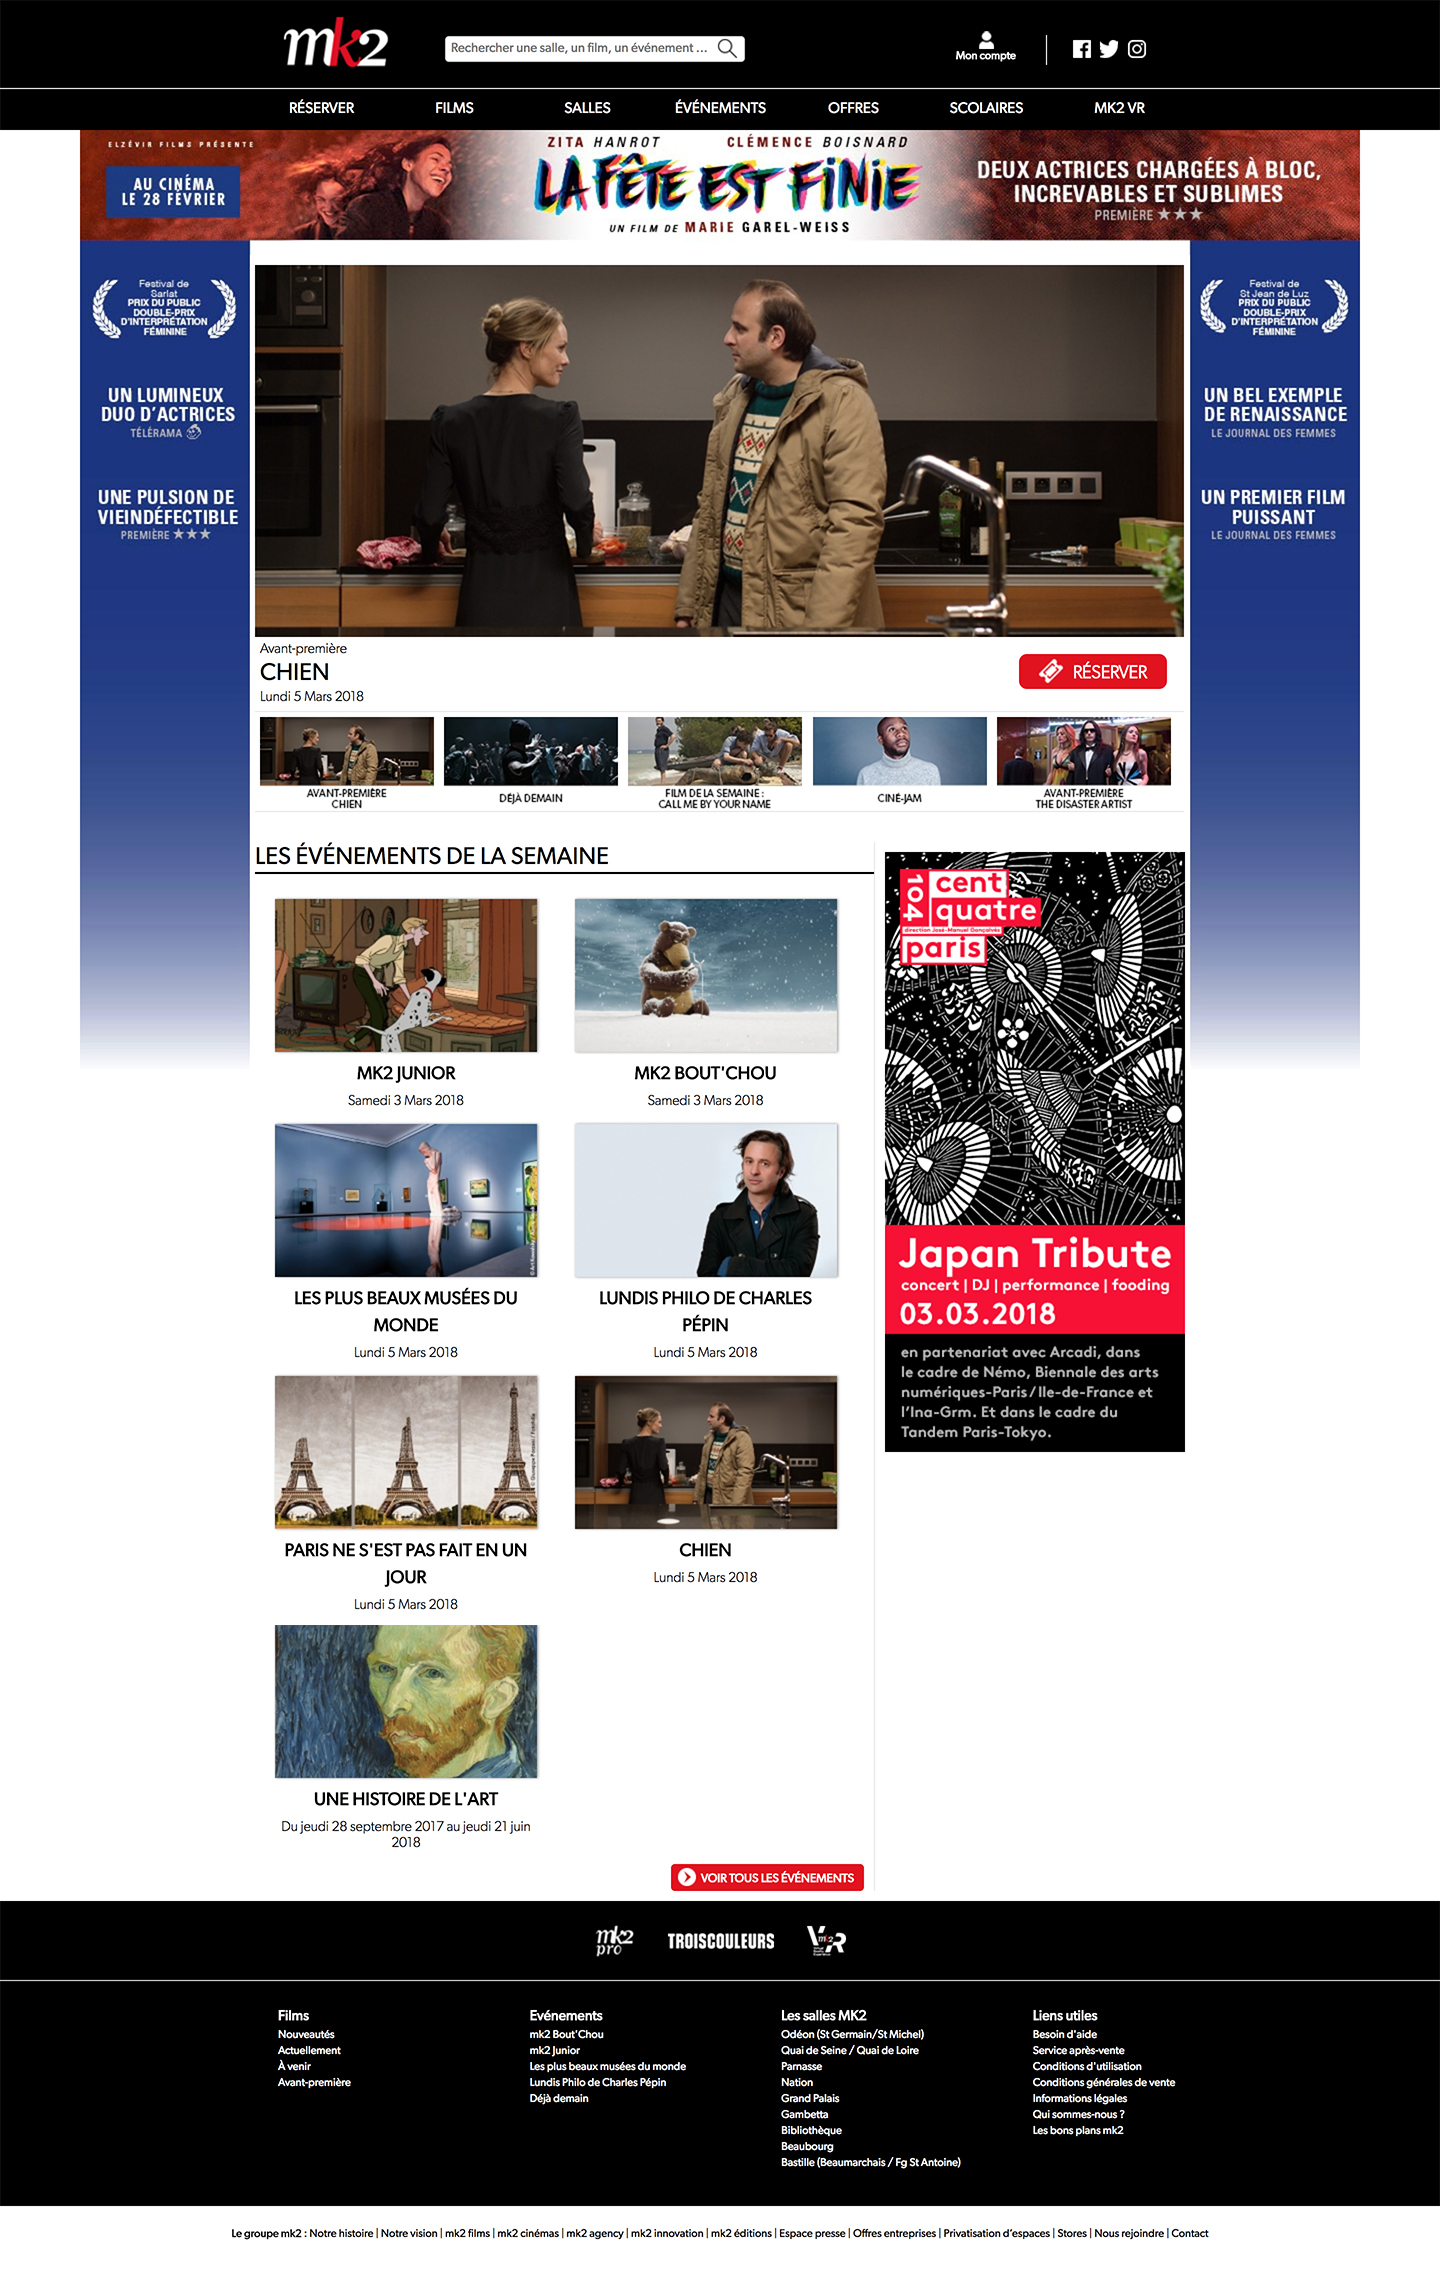 mk2
Rechercher une salle, un film, un événement ...
Mon compte
RÉSERVER
FILMS
SALLES
ÉVÉNEMENTS
OFFRES
SCOLAIRES
MK2 VR
ELZÉVIR FILMS PRÉSENTE
AU CINÉMA
LE 28 FÉVRIER
ZITA HANROT
CLÉMENCE BOISNARD
LA FÊTE EST FINIE
UN FILM DE MARIE GAREL-WEISS
DEUX ACTRICES CHARGÉES À BLOC,
INCREVABLES ET SUBLIMES
PREMIÈRE ★★★
Festival de
Sarlat
PRIX DU PUBLIC
DOUBLE-PRIX
D'INTERPRÉTATION
FÉMININE
UN LUMINEUX
DUO D'ACTRICES
TÉLÉRAMA
UNE PULSION DE
VIEINDÉFECTIBLE
PREMIÈRE ★★★
Festival de
St Jean de Luz
PRIX DU PUBLIC
DOUBLE-PRIX
D'INTERPRÉTATION
FÉMININE
UN BEL EXEMPLE
DE RENAISSANCE
LE JOURNAL DES FEMMES
UN PREMIER FILM
PUISSANT
LE JOURNAL DES FEMMES
Avant-première
CHIEN
Lundi 5 Mars 2018
RÉSERVER
AVANT-PREMIÈRE
CHIEN
DÉJÀ DEMAIN
FILM DE LA SEMAINE :
CALL ME BY YOUR NAME
CINÉ-JAM
AVANT-PREMIÈRE
THE DISASTER ARTIST
LES ÉVÉNEMENTS DE LA SEMAINE
MK2 JUNIOR
Samedi 3 Mars 2018
MK2 BOUT'CHOU
Samedi 3 Mars 2018
LES PLUS BEAUX MUSÉES DU
MONDE
Lundi 5 Mars 2018
LUNDIS PHILO DE CHARLES
PÉPIN
Lundi 5 Mars 2018
PARIS NE S'EST PAS FAIT EN UN
JOUR
Lundi 5 Mars 2018
CHIEN
Lundi 5 Mars 2018
UNE HISTOIRE DE L'ART
Du jeudi 28 septembre 2017 au jeudi 21 juin
2018
VOIR TOUS LES ÉVÉNEMENTS
104
cent
quatre
direction José-Manuel Gonçalvès
paris
Japan Tribute
concert | DJ | performance | fooding
03.03.2018
en partenariat avec Arcadi, dans
le cadre de Némo, Biennale des arts
numériques-Paris / Ile-de-France et
l'Ina-Grm. Et dans le cadre du
Tandem Paris-Tokyo.
mk2
pro
TROISCOULEURS
mk2 VR
Films
Nouveautés
Actuellement
À venir
Avant-première
Evénements
mk2 Bout'Chou
mk2 Junior
Les plus beaux musées du monde
Lundis Philo de Charles Pépin
Déjà demain
Les salles MK2
Odéon (St Germain/St Michel)
Quai de Seine / Quai de Loire
Parnasse
Nation
Grand Palais
Gambetta
Bibliothèque
Beaubourg
Bastille (Beaumarchais / Fg St Antoine)
Liens utiles
Besoin d'aide
Service après-vente
Conditions d'utilisation
Conditions générales de vente
Informations légales
Qui sommes-nous ?
Les bons plans mk2
Le groupe mk2 : Notre histoire | Notre vision | mk2 films | mk2 cinémas | mk2 agency | mk2 innovation | mk2 éditions | Espace presse | Offres entreprises | Privatisation d'espaces | Stores | Nous rejoindre | Contact